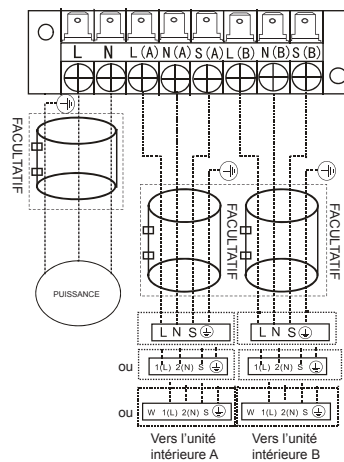 L N L(A) N(A) S(A) L(B) N(B) S(B)
FACULTATIF
FACULTATIF
FACULTATIF
PUISSANCE
L N S L N S
ou 1(L) 2(N) S 1(L) 2(N) S
ou W 1(L) 2(N) S W 1(L) 2(N) S
Vers l'unité
intérieure A
Vers l'unité
intérieure B